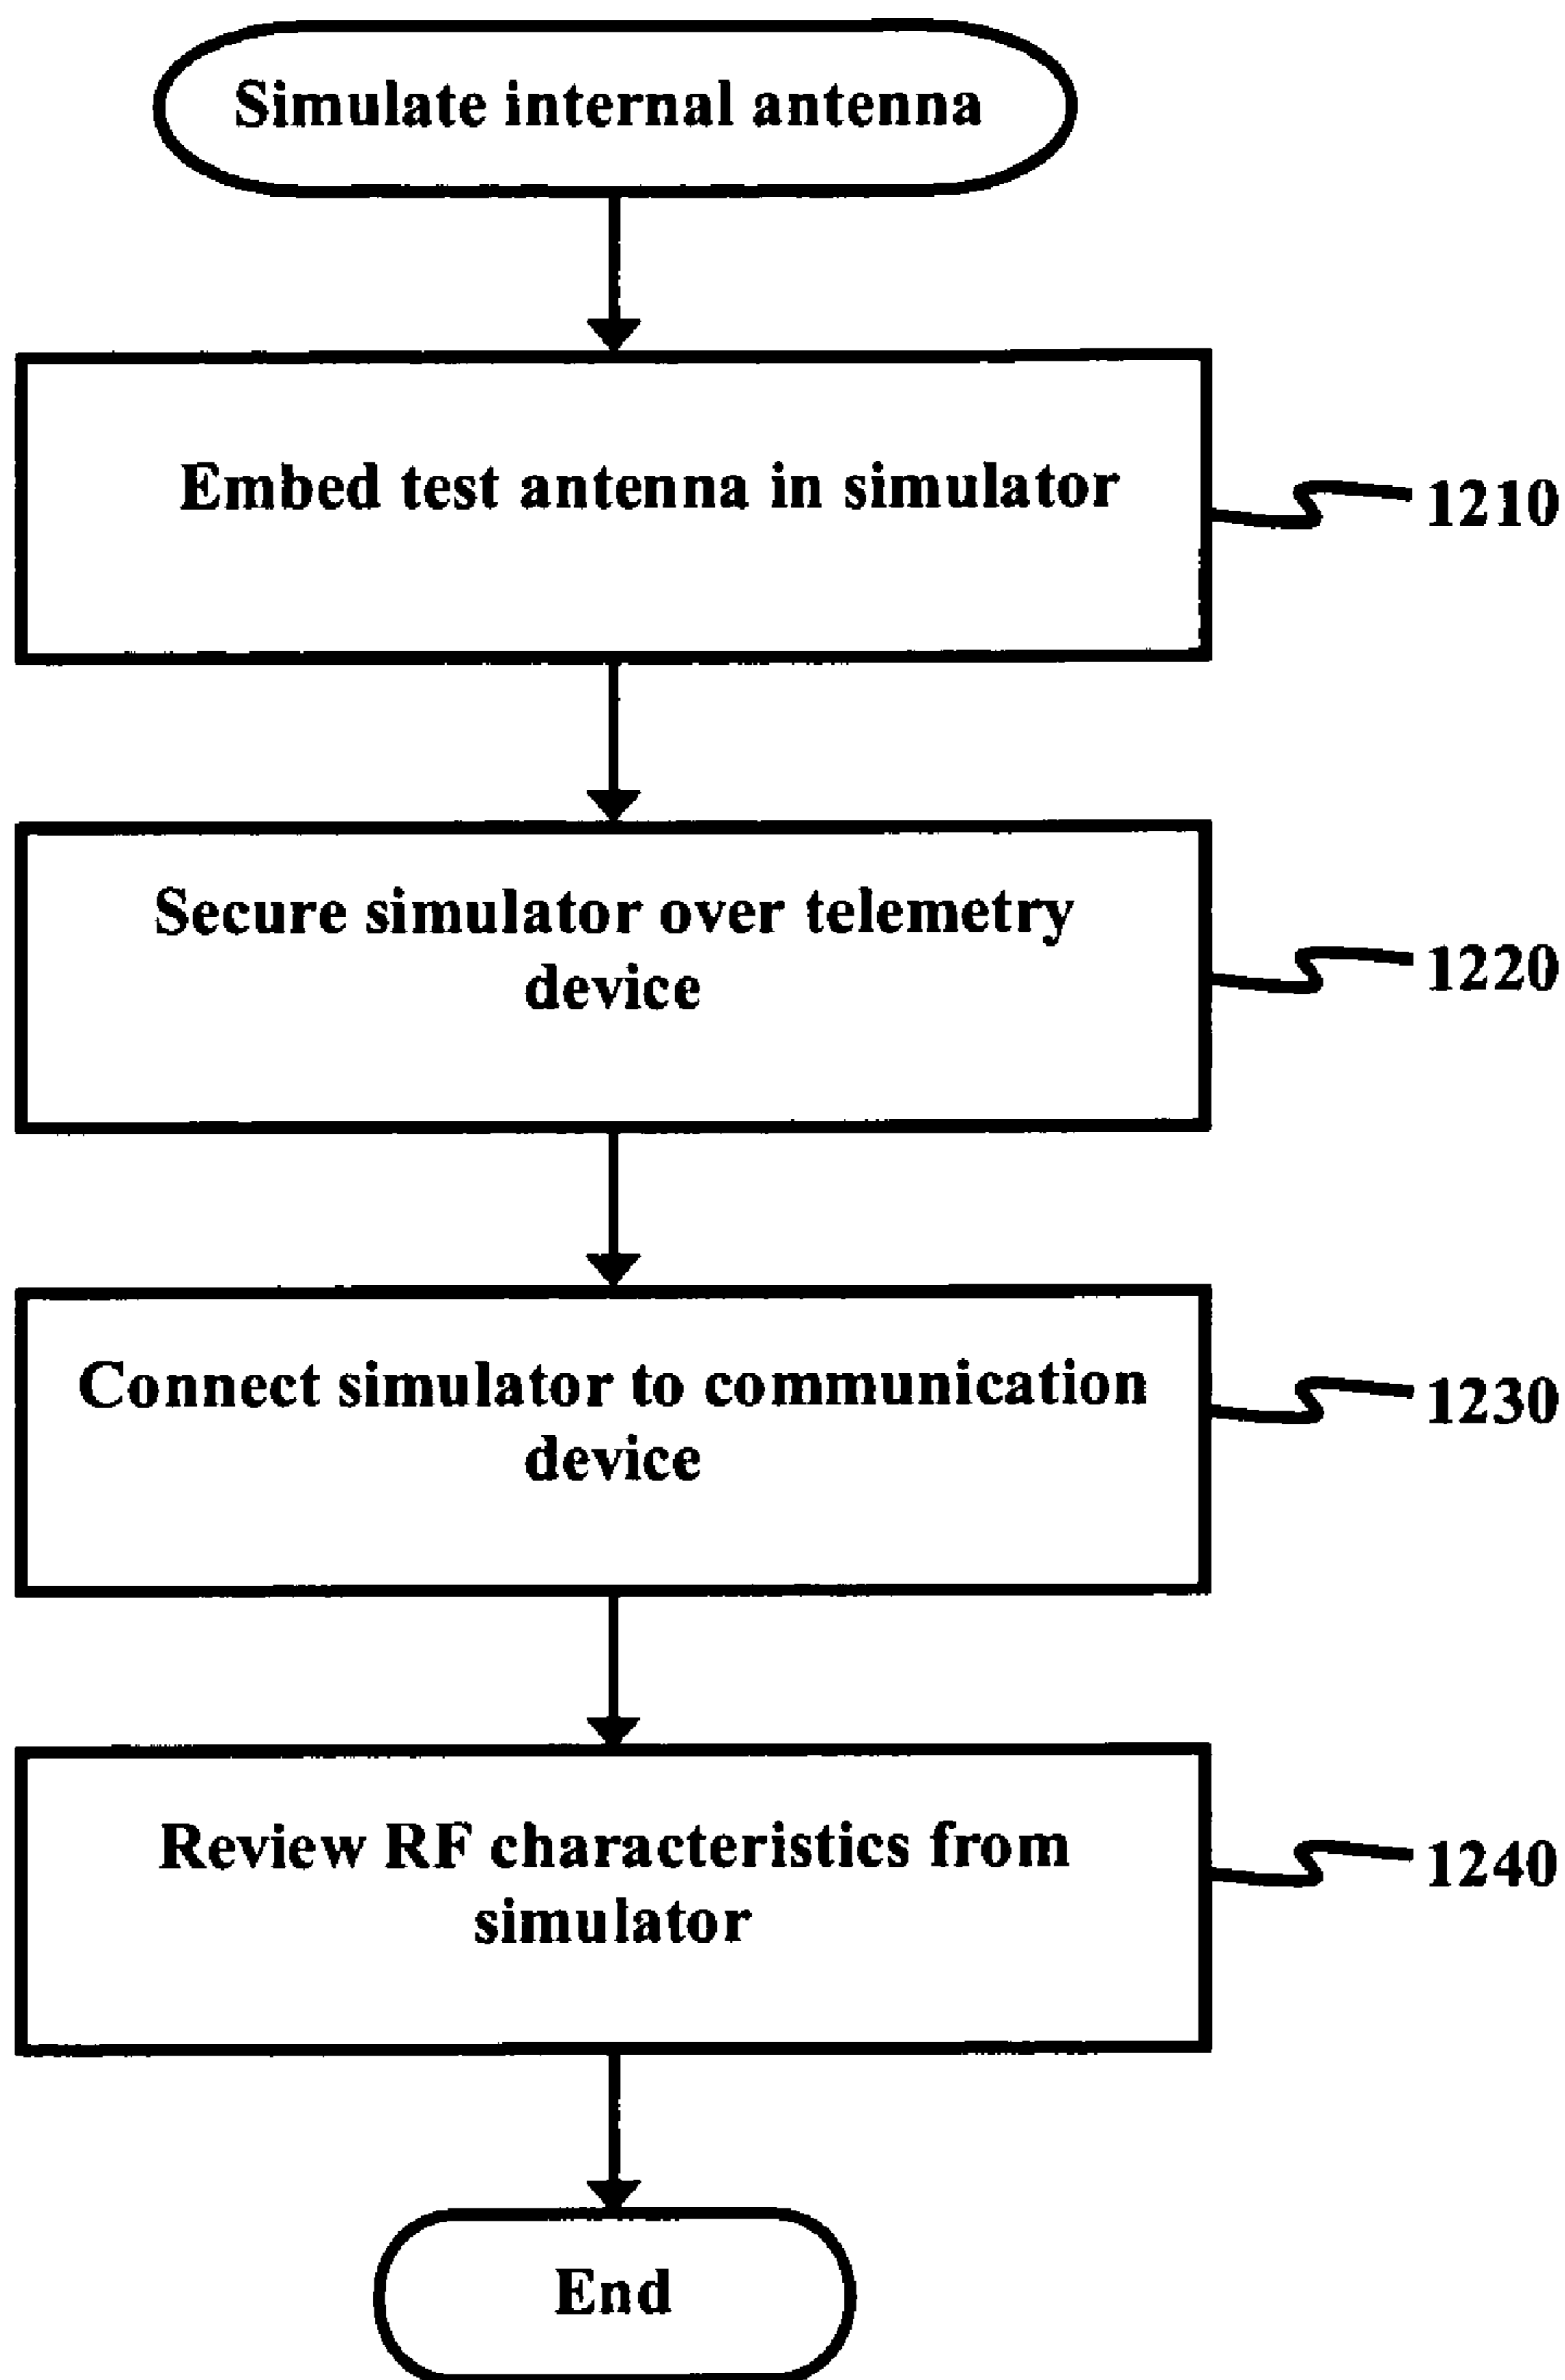 Simulate internal antenna
Embed test antenna in simulator
1210
Secure simulator over telemetry
device
1220
Connect simulator to communication
device
1230
Review RF characteristics from
simulator
1240
End